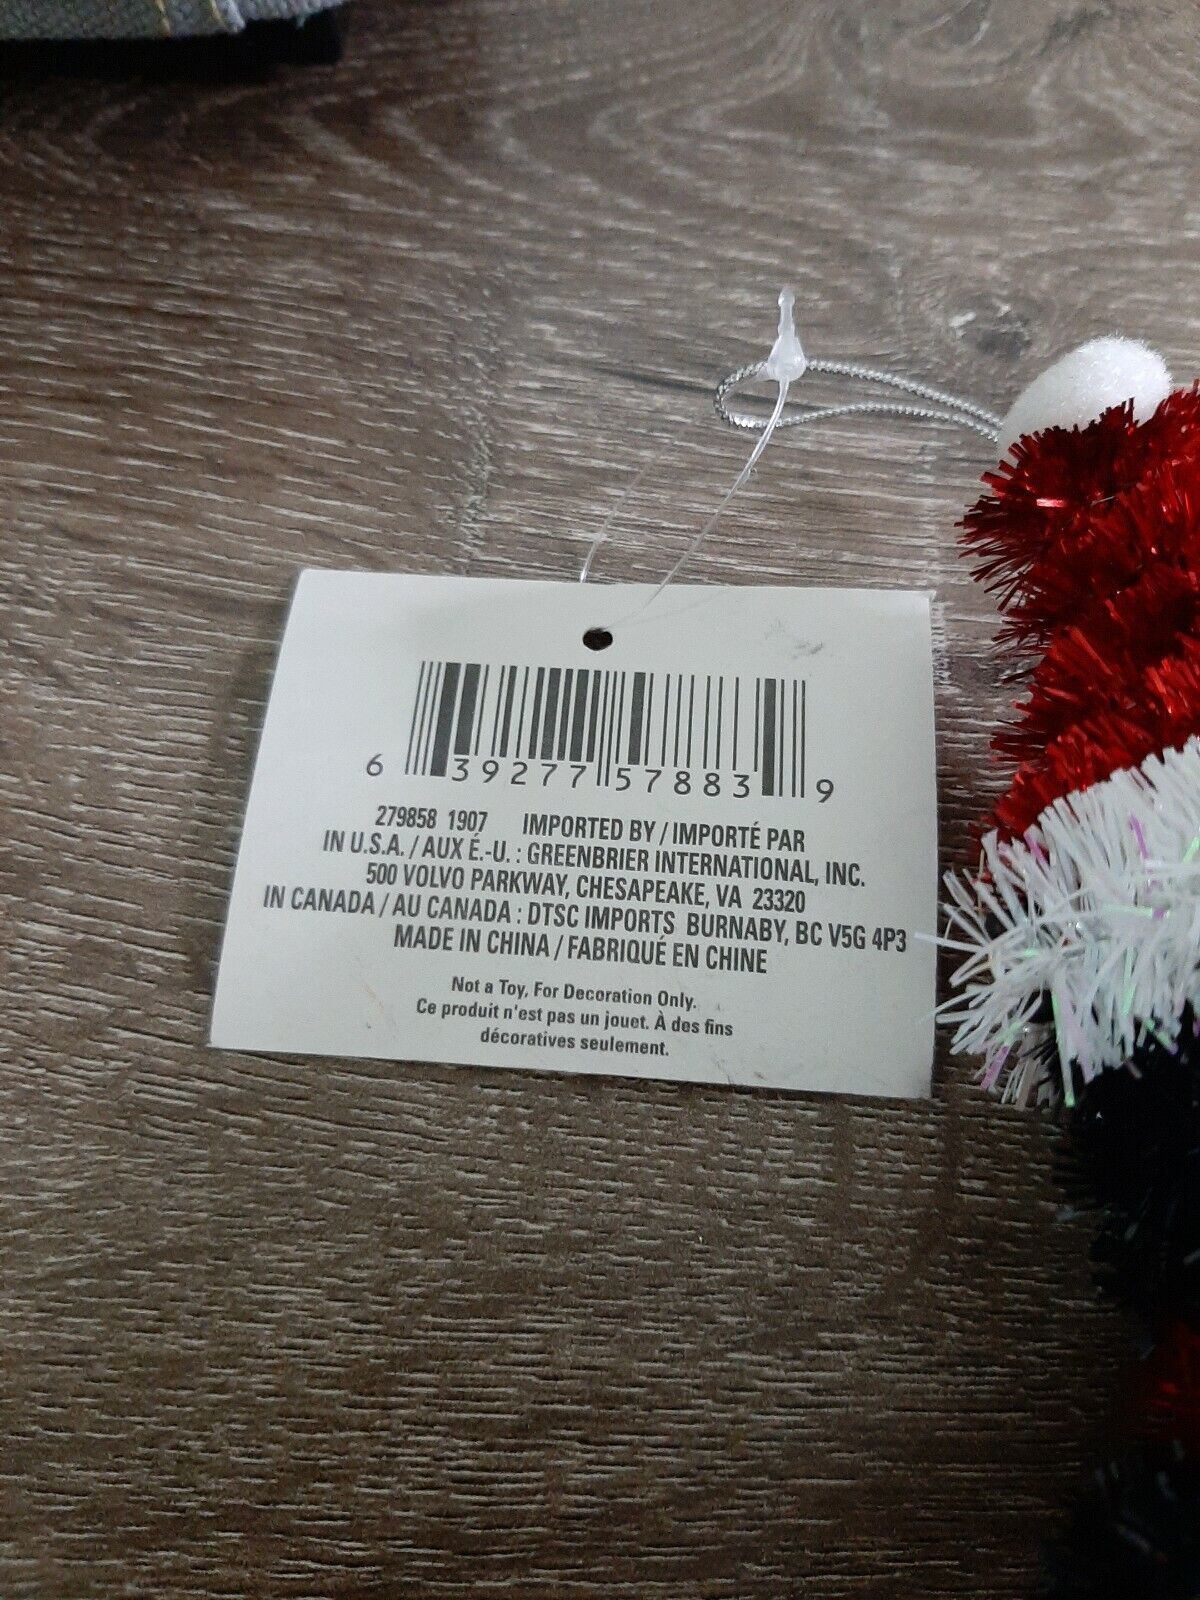 6 39277 57883 9
279858 1907 IMPORTED BY / IMPORTÉ PAR
IN U.S.A. / AUX É.-U. : GREENBRIER INTERNATIONAL, INC.
500 VOLVO PARKWAY, CHESAPEAKE, VA 23320
IN CANADA / AU CANADA : DTSC IMPORTS BURNABY, BC V5G 4P3
MADE IN CHINA / FABRIQUÉ EN CHINE
Not a Toy, For Decoration Only.
Ce produit n'est pas un jouet. À des fins
décoratives seulement.